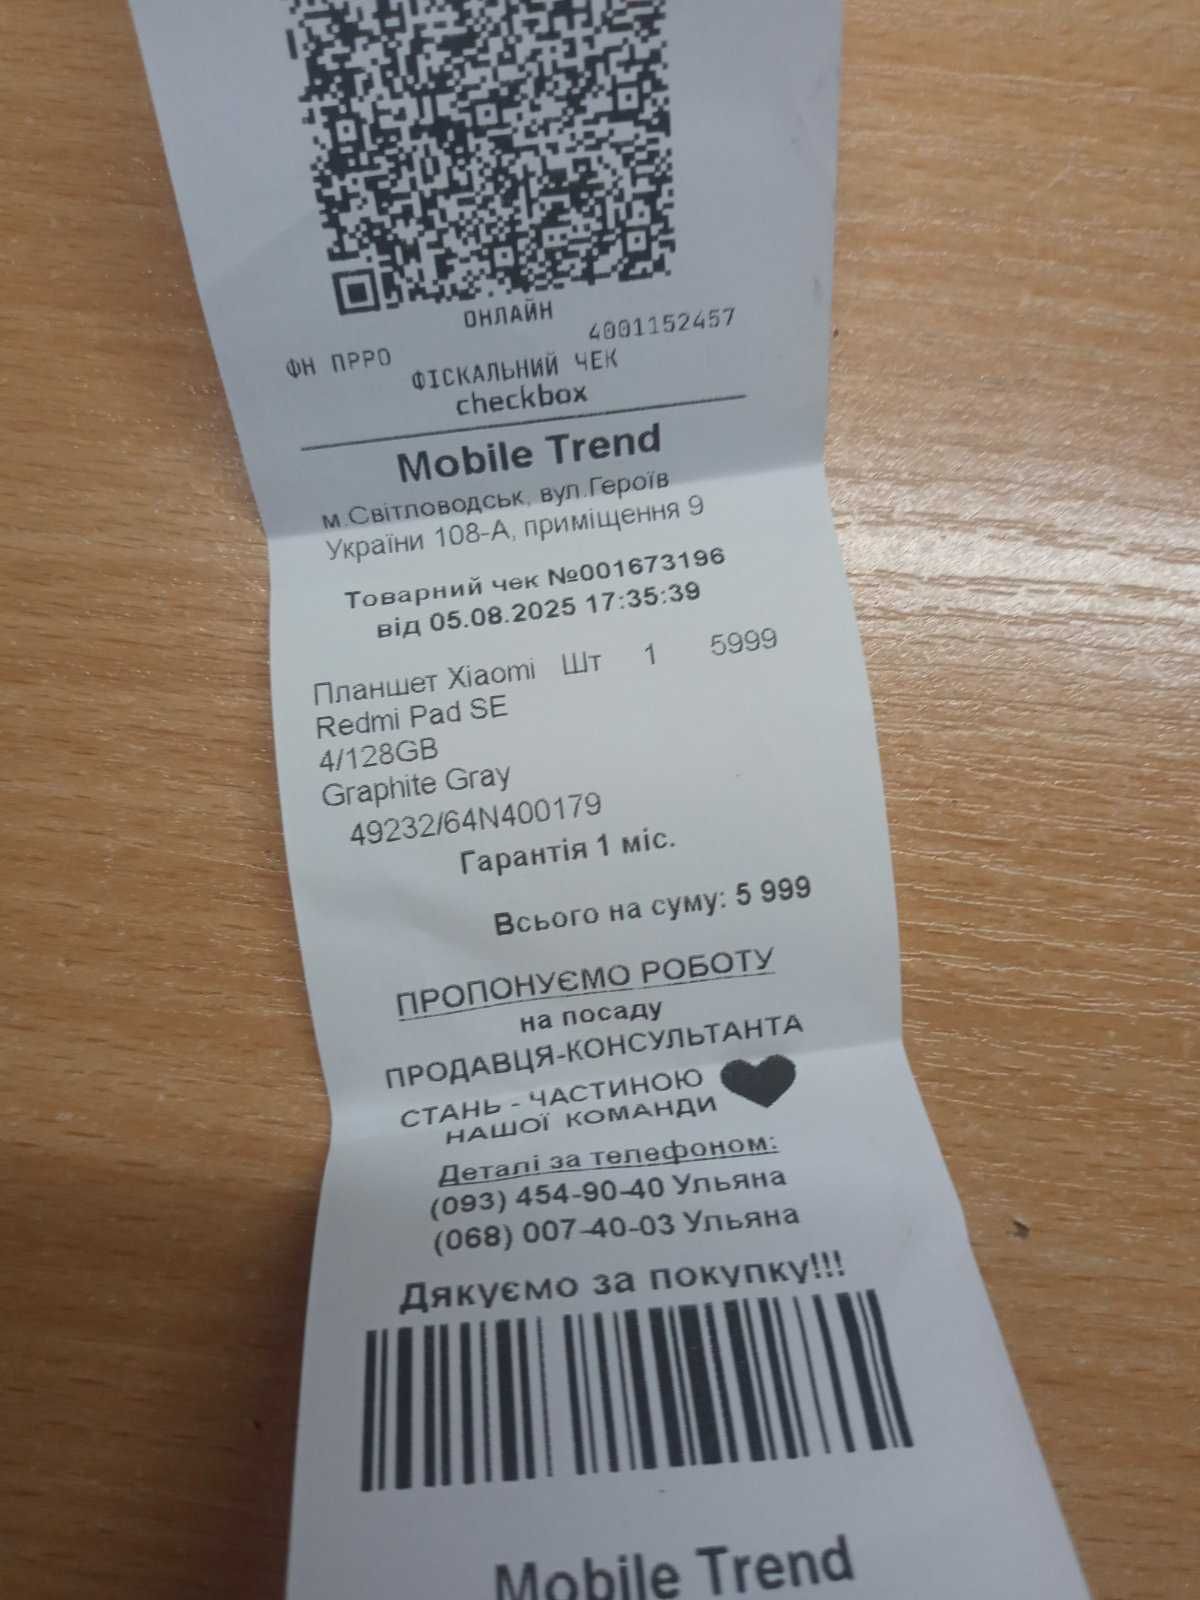 ОНЛАЙН
ФН ПРРО 4001152457
ФІСКАЛЬНИЙ ЧЕК
checkbox
Mobile Trend
м.Світловодськ, вул.Героїв
України 108-А, приміщення 9
Товарний чек №001673196
від 05.08.2025 17:35:39
Планшет Xiaomi Шт 1 5999
Redmi Pad SE
4/128GB
Graphite Gray
49232/64N400179
Гарантія 1 міс.
Всього на суму: 5 999
ПРОПОНУЄМО РОБОТУ
на посаду
ПРОДАВЦЯ-КОНСУЛЬТАНТА
СТАНЬ - ЧАСТИНОЮ
НАШОЇ КОМАНДИ
Деталі за телефоном:
(093) 454-90-40 Ульяна
(068) 007-40-03 Ульяна
Дякуємо за покупку!!!
Mobile Trend